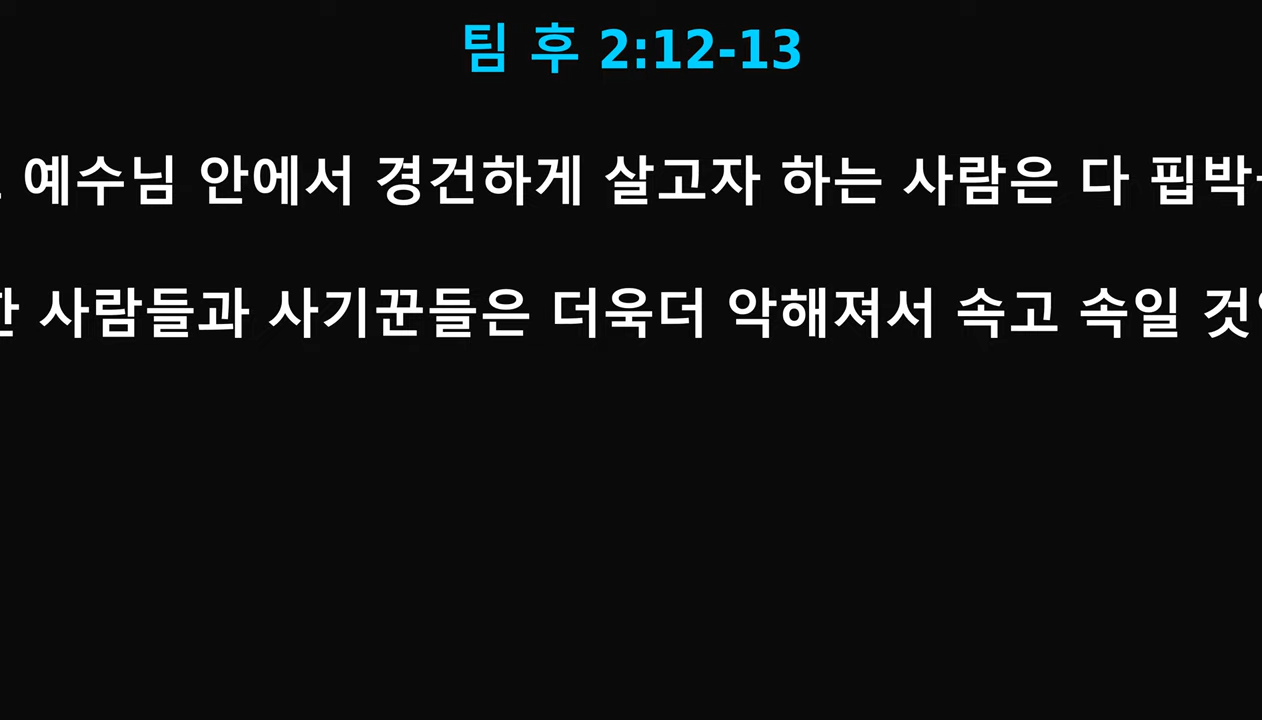 팀 후 2:12-13
예수님 안에서 경건하게 살고자 하는 사람은 다 핍박
사람들과 사기꾼들은 더욱더 악해져서 속고 속일 것